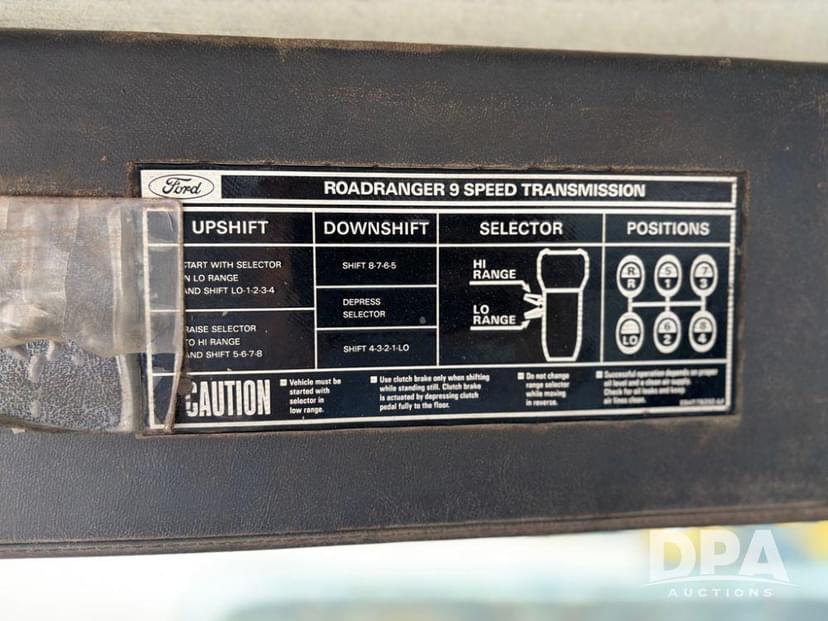 Ford
ROADRANGER 9 SPEED TRANSMISSION
UPSHIFT
DOWNSHIFT
SELECTOR
POSITIONS
START WITH SELECTOR
IN LO RANGE
AND SHIFT LO-1-2-3-4
RAISE SELECTOR
TO HI RANGE
AND SHIFT 5-6-7-8
SHIFT 8-7-6-5
DEPRESS
SELECTOR
SHIFT 4-3-2-1-LO
HI
RANGE
LO
RANGE
R 5 7
R 1 3
6 8
LO 2 4
CAUTION
Vehicle must be
started with
selector in
low range.
Use clutch brake only when shifting
while standing still. Clutch brake
is actuated by depressing clutch
pedal fully to the floor.
Do not change
range selector
while moving
in reverse.
Successful operation depends on proper
oil level and a clean air supply.
Check for oil leaks and keep
air lines clean.
DPA
AUCTIONS